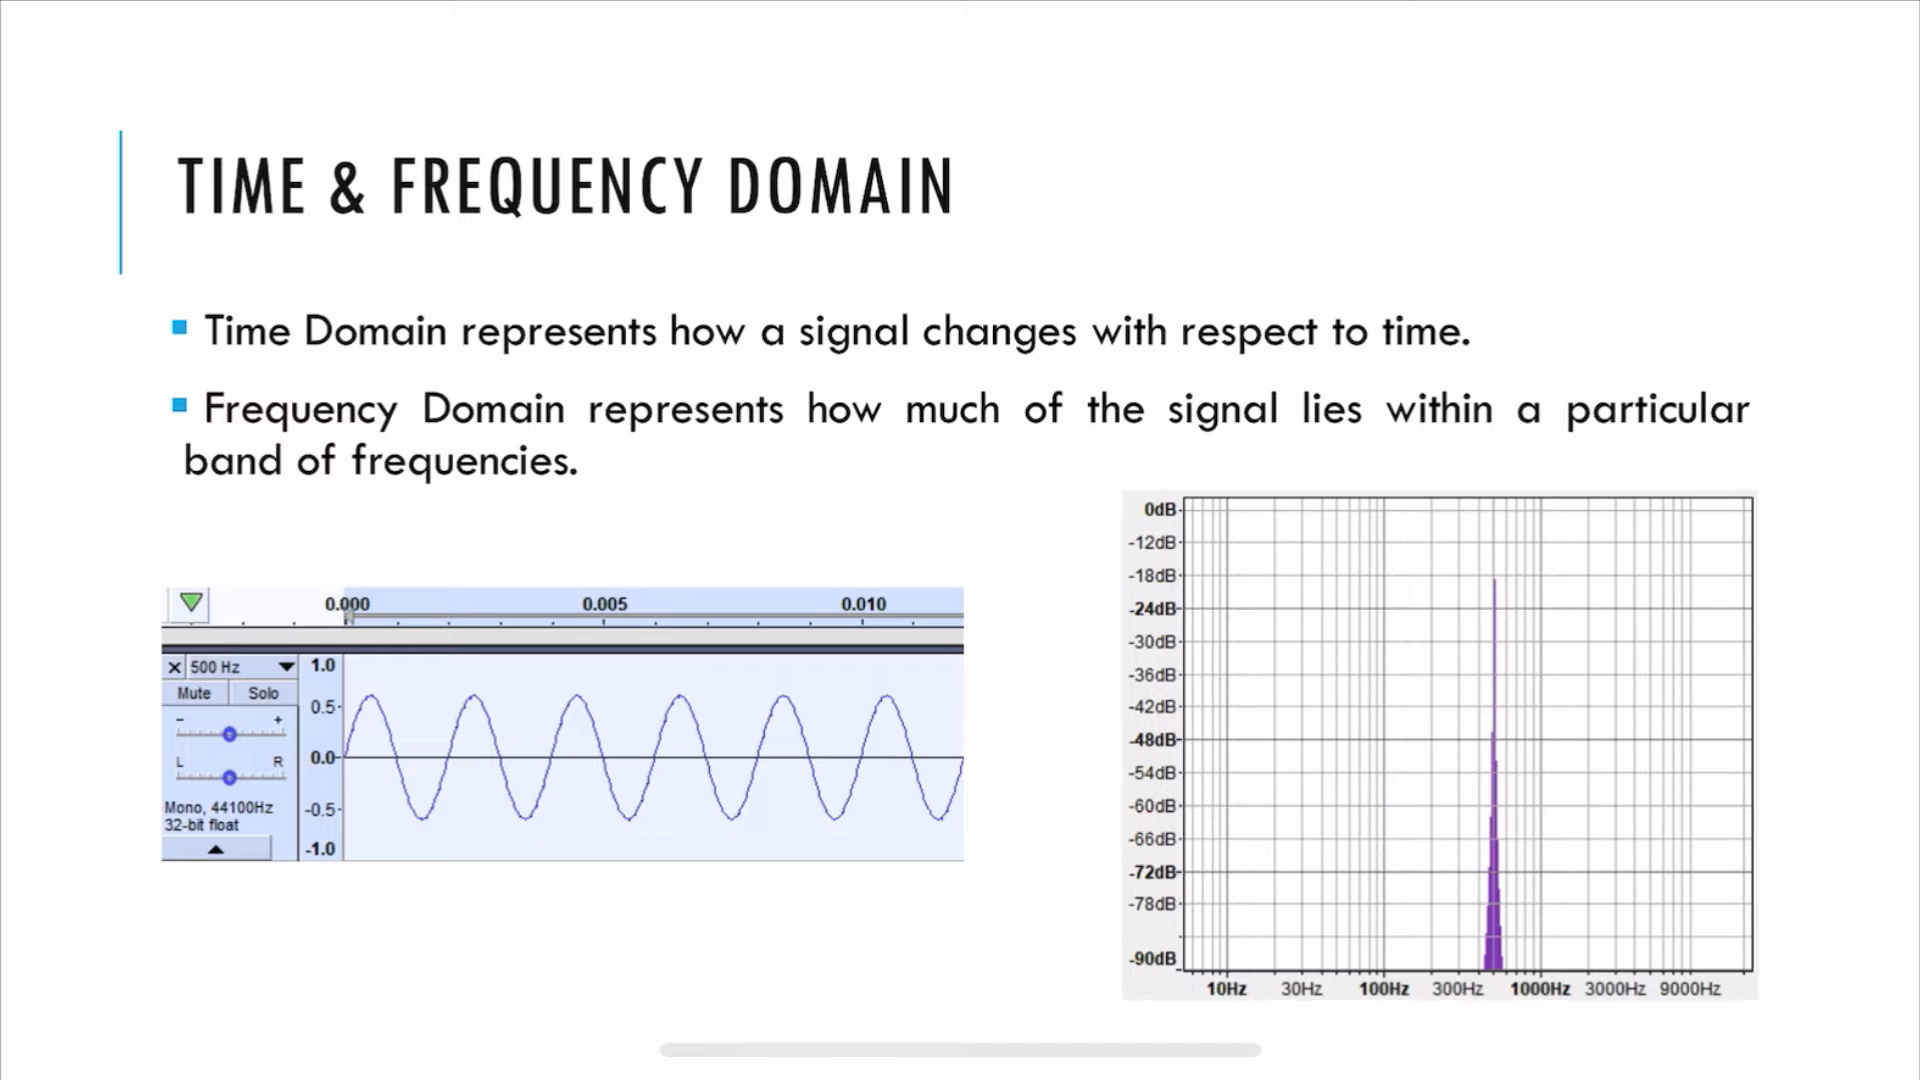 TIME & FREQUENCY DOMAIN
Time Domain represents how a signal changes with respect to time.
Frequency Domain represents how much of the signal lies within a particular
band of frequencies.
0.000 0.005 0.010
500 Hz
Mute Solo
- +
L R
Mono, 44100Hz
32-bit float
1.0
0.5
0.0
-0.5
-1.0
0dB
-12dB
-18dB
-24dB
-30dB
-36dB
-42dB
-48dB
-54dB
-60dB
-66dB
-72dB
-78dB
-90dB
10Hz 30Hz 100Hz 300Hz 1000Hz 3000Hz 9000Hz